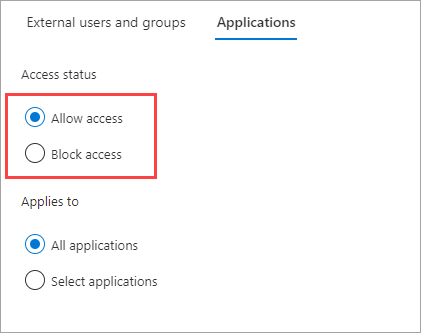 External users and groups Applications
Access status
Allow access
Block access
Applies to
All applications
Select applications